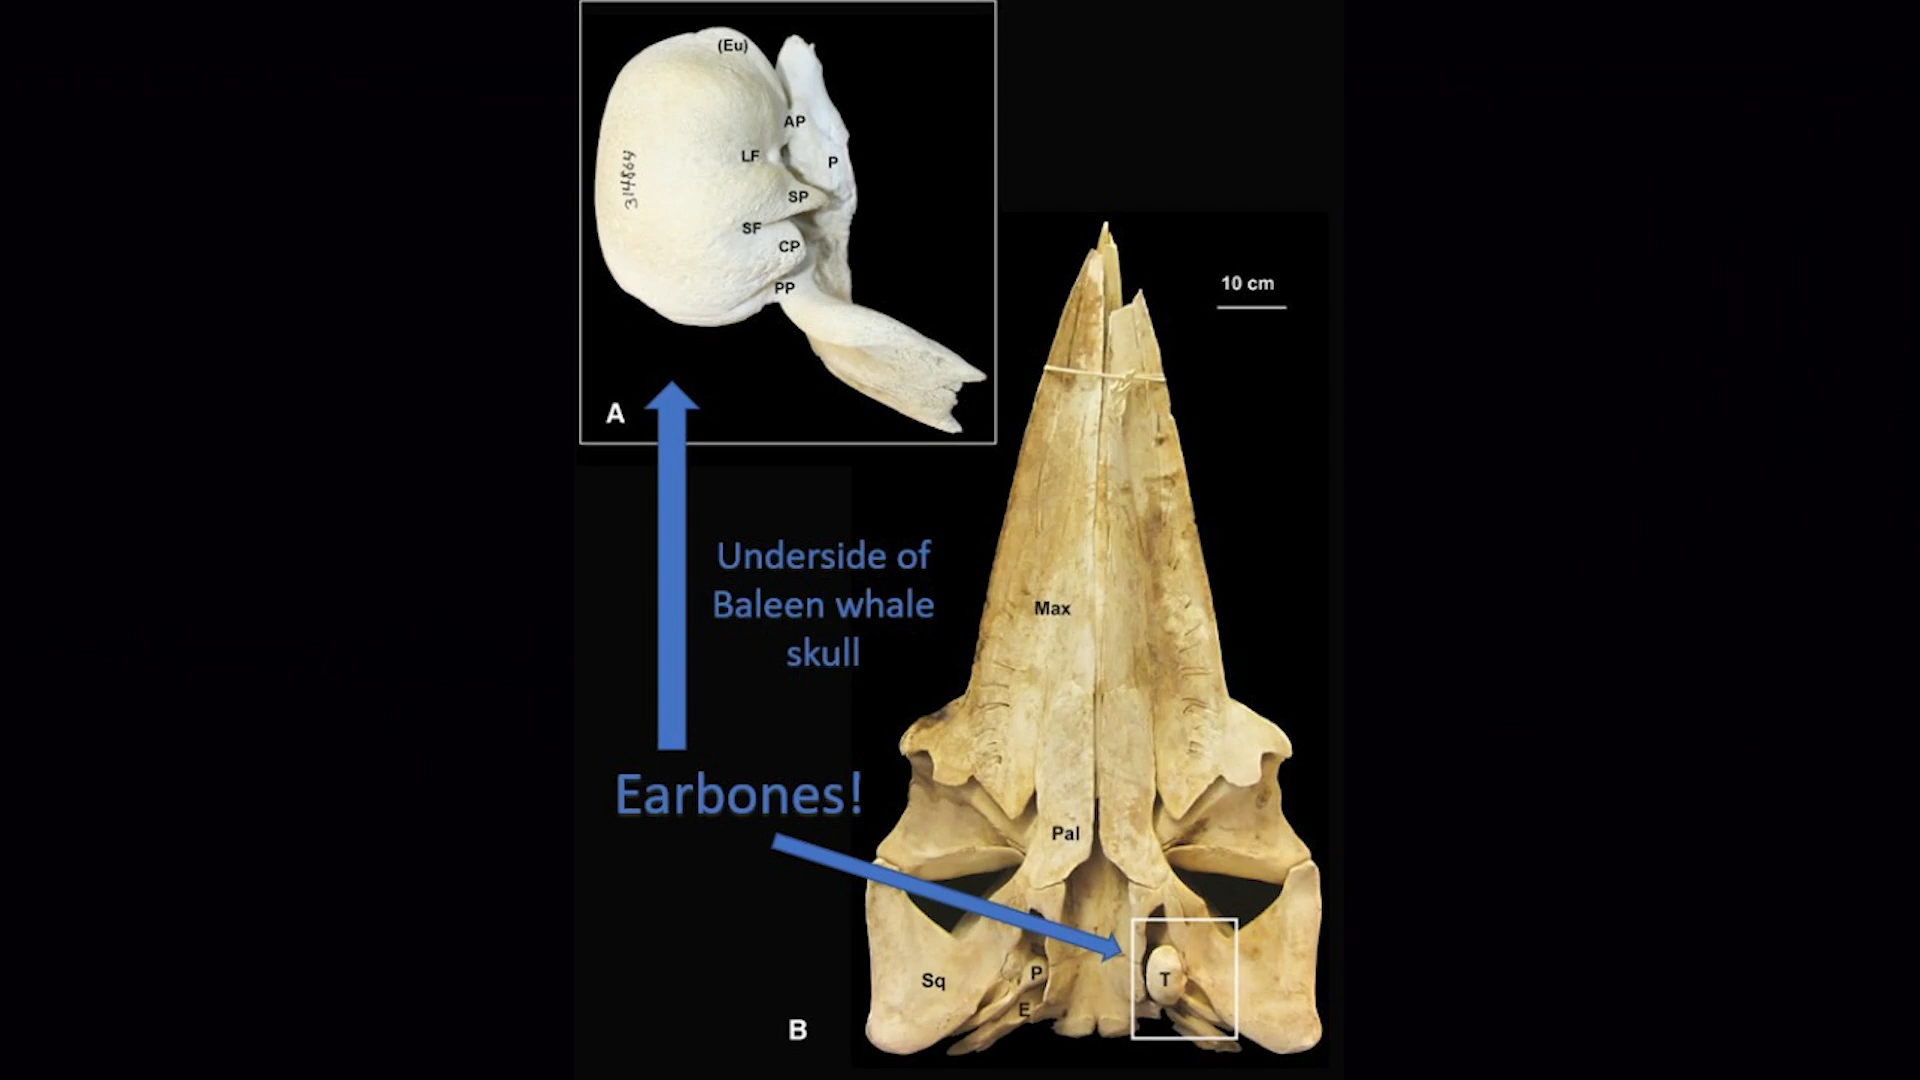 (Eu)
AP
LF
P
314864
SP
SF
CP
PP
A
10 cm
Underside of
Baleen whale
skull
Max
Earbones!
Pal
Sq
P
T
E
B